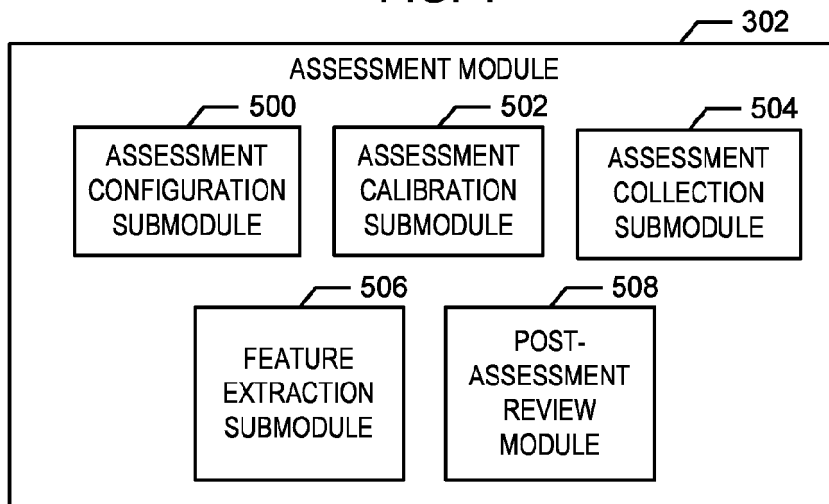 302
ASSESSMENT MODULE
500
502
504
ASSESSMENT
CONFIGURATION
SUBMODULE
ASSESSMENT
CALIBRATION
SUBMODULE
ASSESSMENT
COLLECTION
SUBMODULE
506
508
FEATURE
EXTRACTION
SUBMODULE
POST-
ASSESSMENT
REVIEW
MODULE